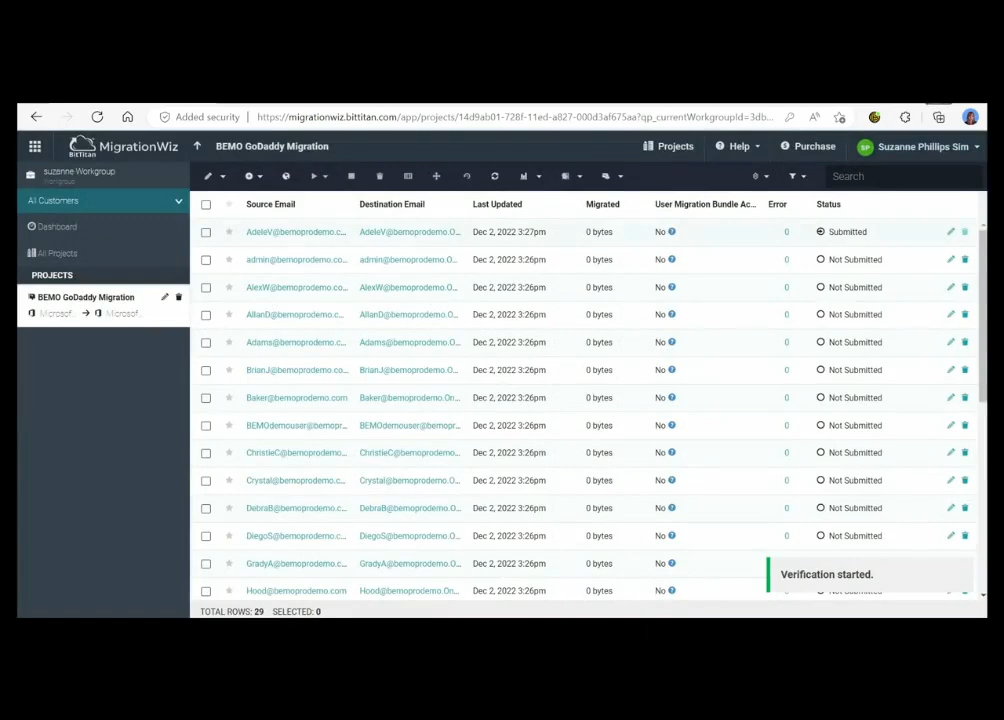 Added security
https://migrationwiz.bittitan.com/app/projects/14d9ab01-728f-11ed-a827-000d3af675aa?qp_currentWorkgroupId=3db...
BitTitan
MigrationWiz
BEMO GoDaddy Migration
Projects
Help
Purchase
SP
Suzanne Phillips Sim
suzanne Workgroup
Workgroup
Search
All Customers
Dashboard
All Projects
PROJECTS
BEMO GoDaddy Migration
Microsof... Microsof...
Source Email Destination Email Last Updated Migrated User Migration Bundle Ac... Error Status
AdeleV@bemoprodemo.c... AdeleV@bemoprodemo.O... Dec 2, 2022 3:27pm 0 bytes No 0 Submitted
admin@bemoprodemo.co... admin@bemoprodemo.O... Dec 2, 2022 3:26pm 0 bytes No 0 Not Submitted
AlexW@bemoprodemo.c... AlexW@bemoprodemo.O... Dec 2, 2022 3:26pm 0 bytes No 0 Not Submitted
AllanD@bemoprodemo.c... AllanD@bemoprodemo.O... Dec 2, 2022 3:26pm 0 bytes No 0 Not Submitted
Adams@bemoprodemo.c... Adams@bemoprodemo.O... Dec 2, 2022 3:26pm 0 bytes No 0 Not Submitted
BrianJ@bemoprodemo.co... BrianJ@bemoprodemo.O... Dec 2, 2022 3:26pm 0 bytes No 0 Not Submitted
Baker@bemoprodemo.com Baker@bemoprodemo.On... Dec 2, 2022 3:26pm 0 bytes No 0 Not Submitted
BEMOdemouser@bemopr... BEMOdemouser@bemopr... Dec 2, 2022 3:26pm 0 bytes No 0 Not Submitted
ChristieC@bemoprodemo... ChristieC@bemoprodemo... Dec 2, 2022 3:26pm 0 bytes No 0 Not Submitted
Crystal@bemoprodemo.c... Crystal@bemoprodemo.On... Dec 2, 2022 3:26pm 0 bytes No 0 Not Submitted
DebraB@bemoprodemo.c... DebraB@bemoprodemo.O... Dec 2, 2022 3:26pm 0 bytes No 0 Not Submitted
DiegoS@bemoprodemo.c... DiegoS@bemoprodemo.O... Dec 2, 2022 3:26pm 0 bytes No 0 Not Submitted
GradyA@bemoprodemo.c... GradyA@bemoprodemo.O... Dec 2, 2022 3:26pm 0 bytes No
Hood@bemoprodemo.com Hood@bemoprodemo.On... Dec 2, 2022 3:26pm 0 bytes No Not Submitted
Verification started.
TOTAL ROWS: 29 SELECTED: 0